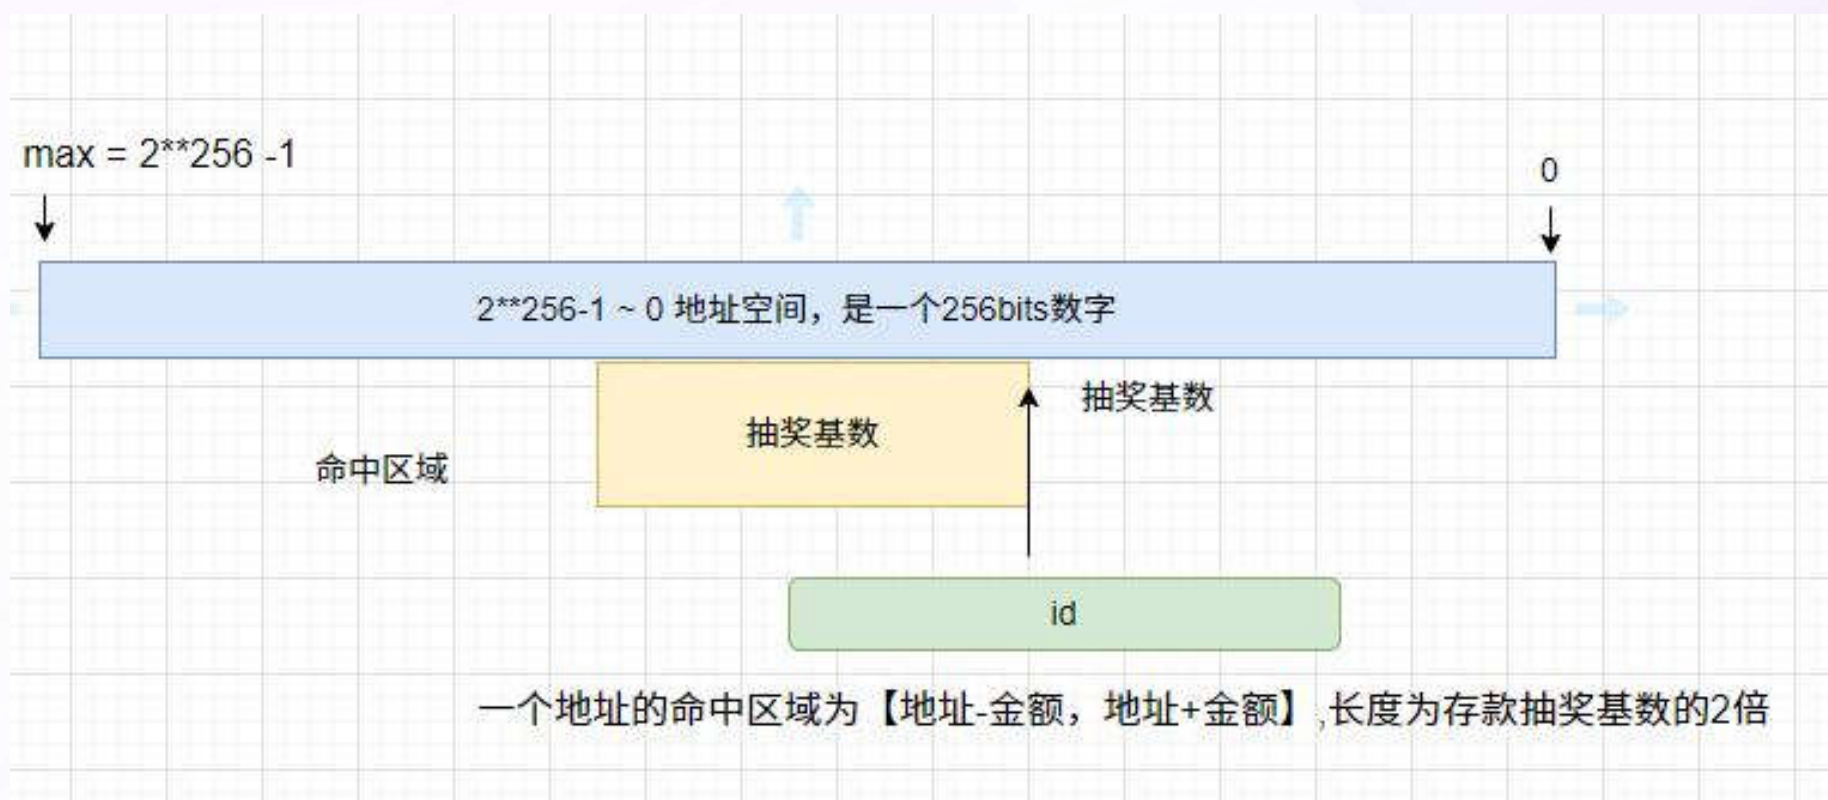 max = 2**256 -1
0
2**256-1 ~ 0 地址空间，是一个256bits数字
抽奖基数
抽奖基数
命中区域
id
一个地址的命中区域为【地址-金额，地址+金额】,长度为存款抽奖基数的2倍